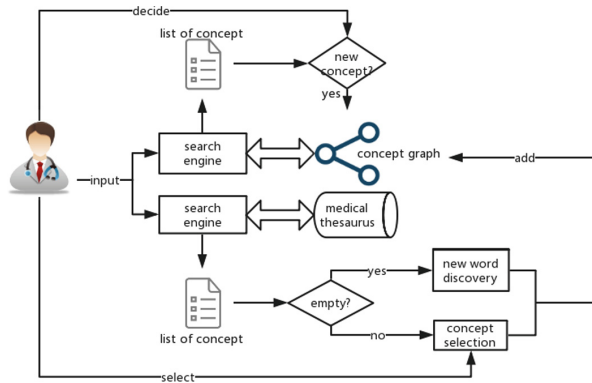 decide
list of concept
new
concept?
yes
search
engine
concept graph
add
input
search
engine
medical
thesaurus
yes
new word
discovery
empty?
no
concept
selection
list of concept
select